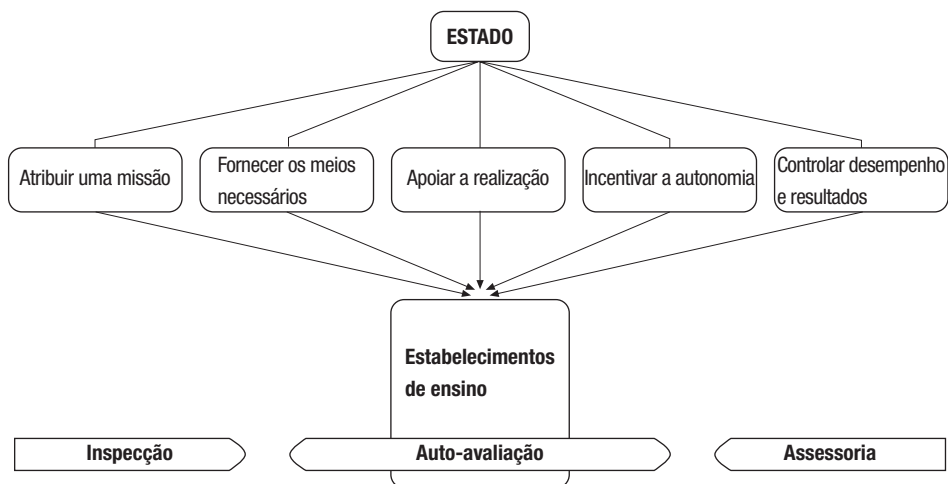 ESTADO
Atribuir uma missão
Fornecer os meios
necessários
Apoiar a realização
Incentivar a autonomia
Controlar desempenho
e resultados
Estabelecimentos
de ensino
Inspecção
Auto-avaliação
Assessoria